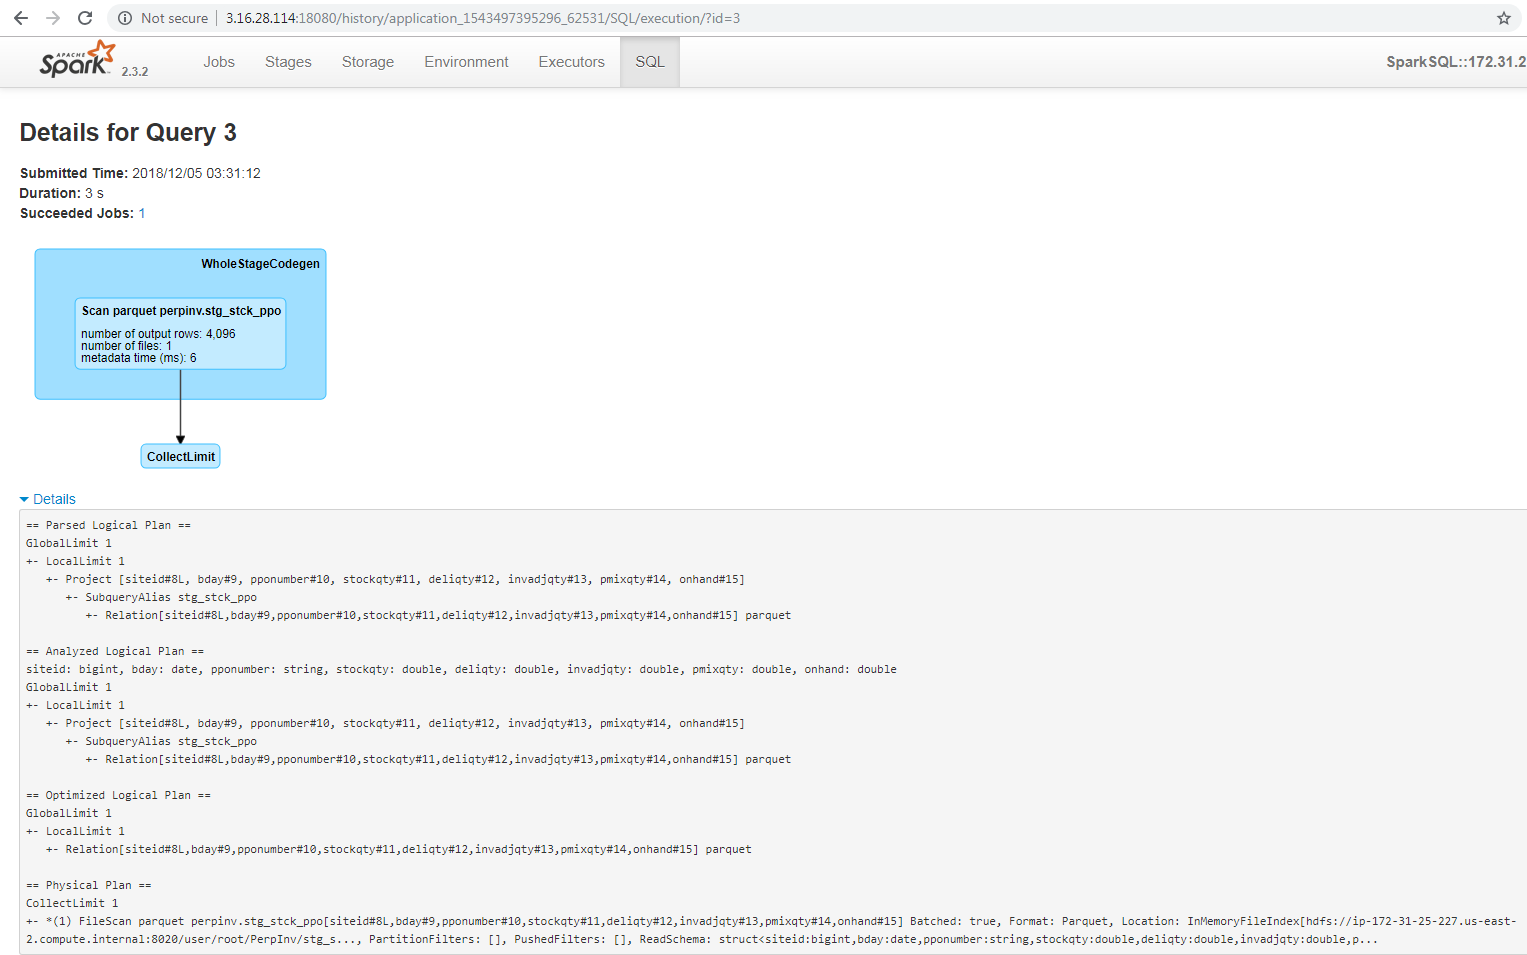 Not secure | 3.16.28.114:18080/history/application_1543497395296_62531/SQL/execution/?id=3
APACHE Spark 2.3.2 Jobs Stages Storage Environment Executors SQL SparkSQL::172.31.2
Details for Query 3
Submitted Time: 2018/12/05 03:31:12
Duration: 3 s
Succeeded Jobs: 1
WholeStageCodegen
Scan parquet perpinv.stg_stck_ppo
number of output rows: 4,096
number of files: 1
metadata time (ms): 6
CollectLimit
Details
== Parsed Logical Plan ==
GlobalLimit 1
+- LocalLimit 1
   +- Project [siteid#8L, bday#9, pponumber#10, stockqty#11, deliqty#12, invadjqty#13, pmixqty#14, onhand#15]
      +- SubqueryAlias stg_stck_ppo
         +- Relation[siteid#8L,bday#9,pponumber#10,stockqty#11,deliqty#12,invadjqty#13,pmixqty#14,onhand#15] parquet
== Analyzed Logical Plan ==
siteid: bigint, bday: date, pponumber: string, stockqty: double, deliqty: double, invadjqty: double, pmixqty: double, onhand: double
GlobalLimit 1
+- LocalLimit 1
   +- Project [siteid#8L, bday#9, pponumber#10, stockqty#11, deliqty#12, invadjqty#13, pmixqty#14, onhand#15]
      +- SubqueryAlias stg_stck_ppo
         +- Relation[siteid#8L,bday#9,pponumber#10,stockqty#11,deliqty#12,invadjqty#13,pmixqty#14,onhand#15] parquet
== Optimized Logical Plan ==
GlobalLimit 1
+- LocalLimit 1
   +- Relation[siteid#8L,bday#9,pponumber#10,stockqty#11,deliqty#12,invadjqty#13,pmixqty#14,onhand#15] parquet
== Physical Plan ==
CollectLimit 1
+- *(1) FileScan parquet perpinv.stg_stck_ppo[siteid#8L,bday#9,pponumber#10,stockqty#11,deliqty#12,invadjqty#13,pmixqty#14,onhand#15] Batched: true, Format: Parquet, Location: InMemoryFileIndex[hdfs://ip-172-31-25-227.us-east-
2.compute.internal:8020/user/root/PerpInv/stg_s..., PartitionFilters: [], PushedFilters: [], ReadSchema: struct<siteid:bigint,bday:date,pponumber:string,stockqty:double,deliqty:double,invadjqty:double,p...